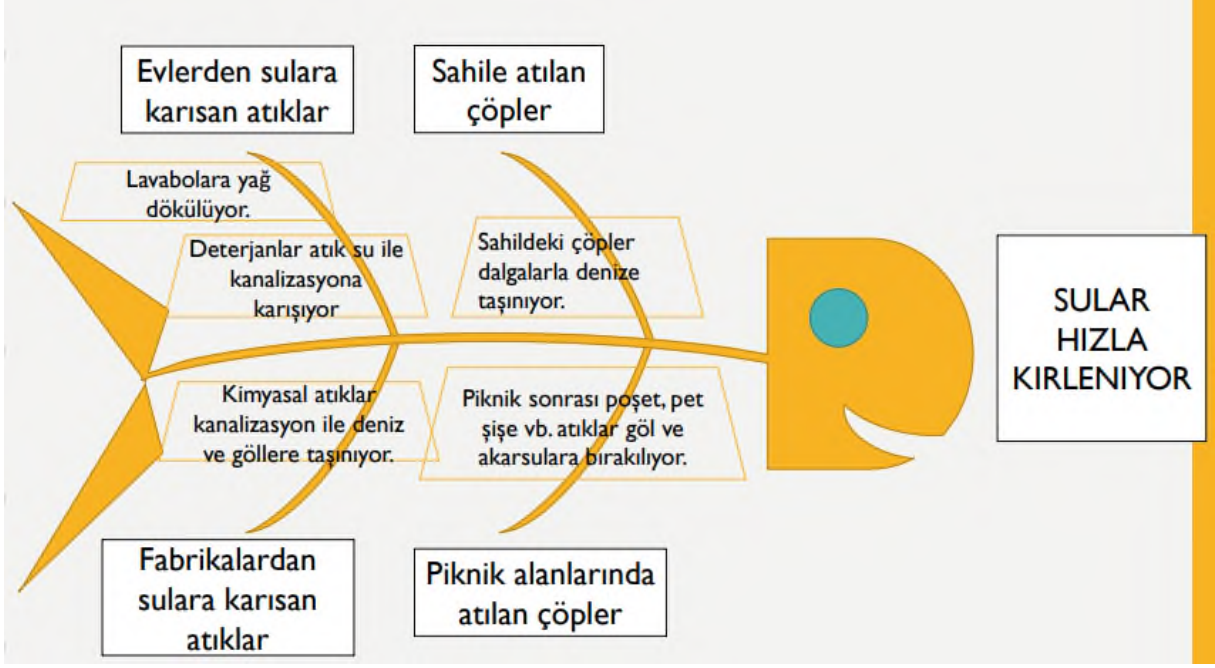 Evlerden sulara
karısan atıklar
Sahile atılan
çöpler
Lavabolara yağ
dökülüyor.
Deterjanlar atık su ile
kanalizasyona
karışıyor
Sahildeki çöpler
dalgalarla denize
taşınıyor.
SULAR
HIZLA
KIRLENIYOR
Kimyasal atıklar
kanalizasyon ile deniz
ve göllere taşınıyor.
Piknik sonrası poşet, pet
şişe vb. atıklar göl ve
akarsulara bırakılıyor.
Fabrikalardan
sulara karısan
atıklar
Piknik alanlarında
atılan çöpler